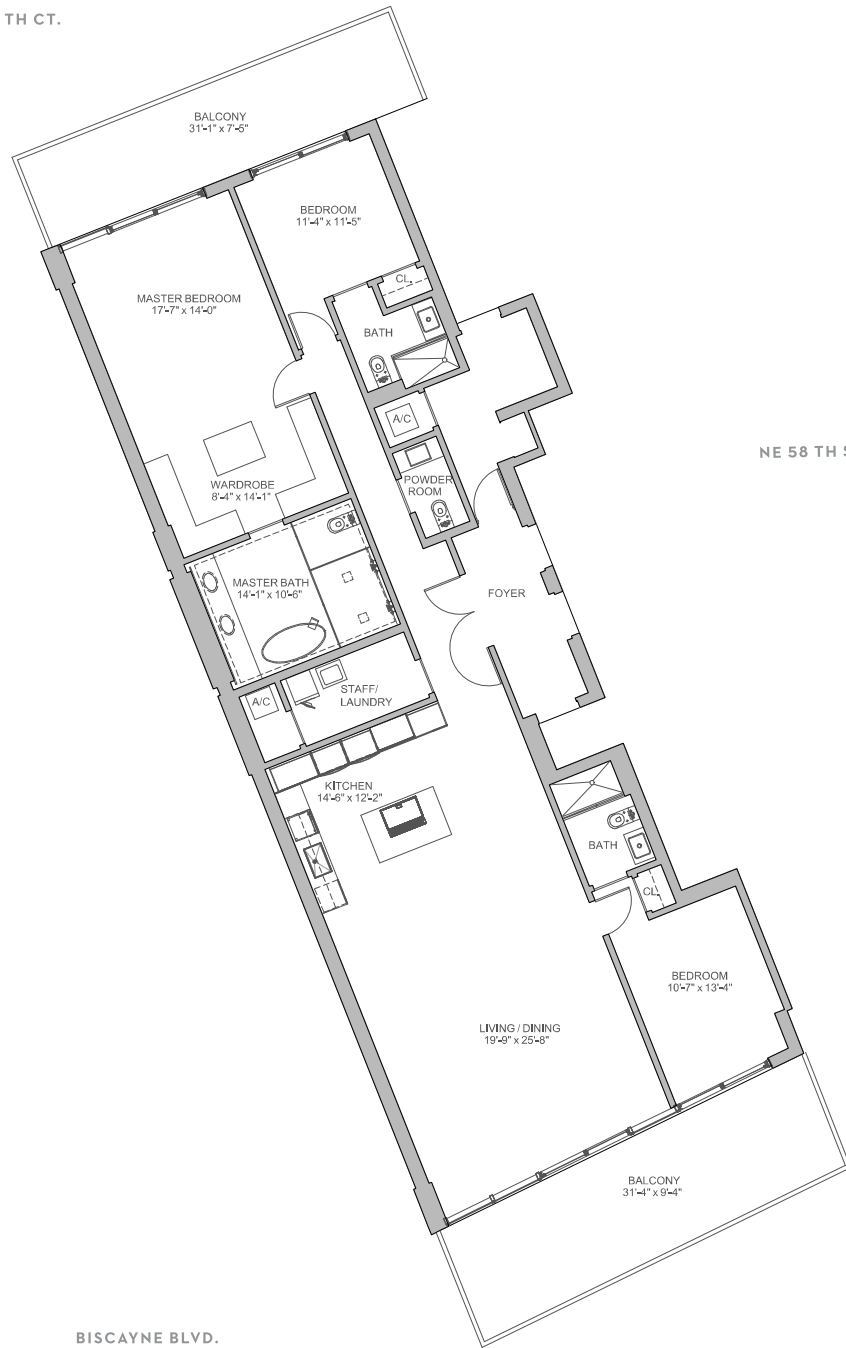 TH CT.
BALCONY
31'-1" x 7'-5"
BEDROOM
11'-4" x 11'-5"
MASTER BEDROOM
17'-7" x 14'-0"
CL.
BATH
A/C
NE 58 TH S
POWDER
ROOM
WARDROBE
8'-4" x 14'-1"
MASTER BATH
14'-1" x 10'-6"
FOYER
STAFF/
LAUNDRY
A/C
KITCHEN
14'-6" x 12'-2"
BATH
CL.
BEDROOM
10'-7" x 13'-4"
LIVING / DINING
19'-9" x 25'-8"
BALCONY
31'-4" x 9'-4"
BISCAYNE BLVD.